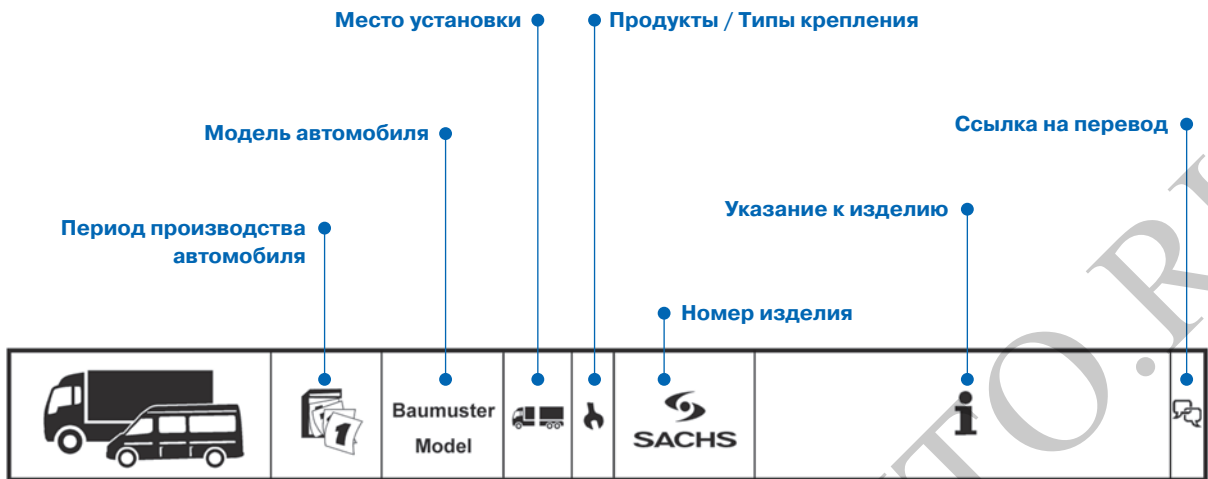 Место установки
Продукты / Типы крепления
Модель автомобиля
Ссылка на перевод
Указание к изделию
Период производства
автомобиля
Номер изделия
1
Baumuster
Model
SACHS
i